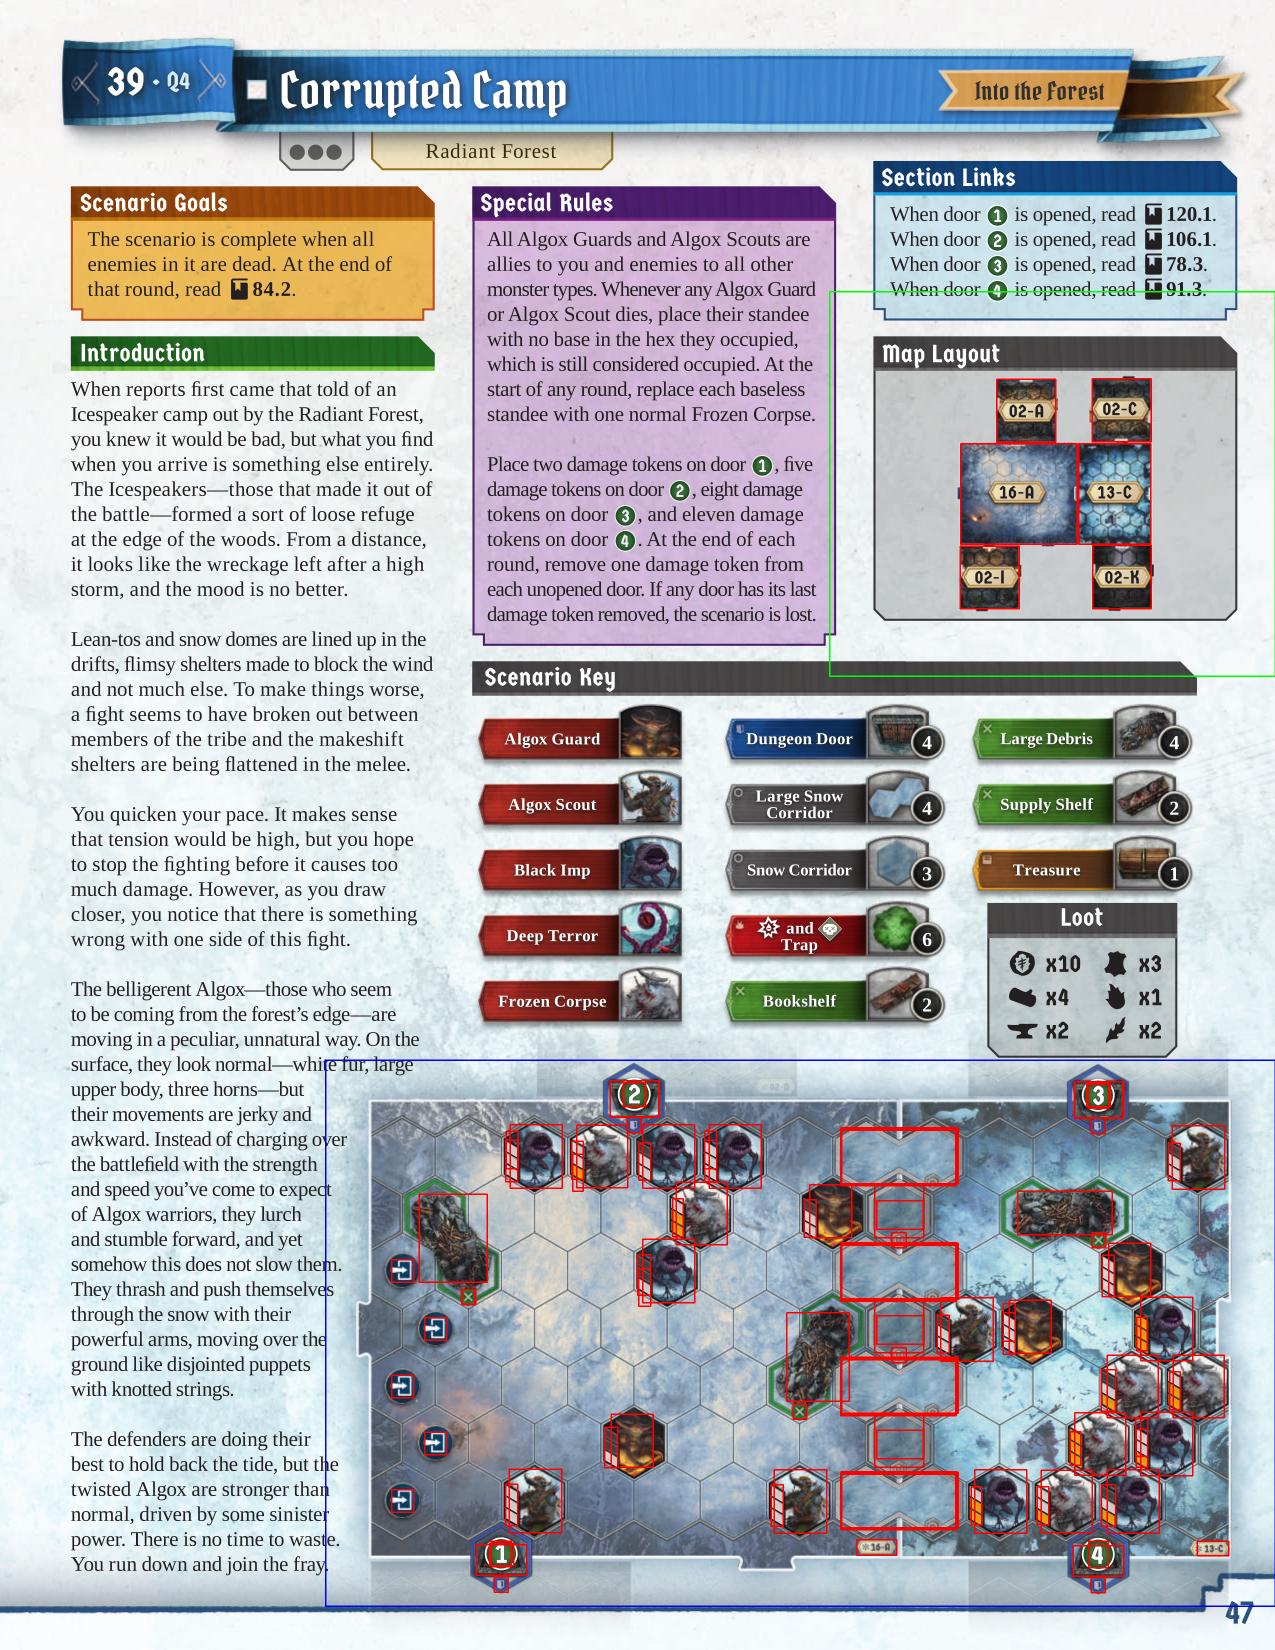 39 · Q4
Corrupted Camp
Into the Forest
Radiant Forest
Scenario Goals
The scenario is complete when all
enemies in it are dead. At the end of
that round, read 84.2.
Introduction
When reports first came that told of an
Icespeaker camp out by the Radiant Forest,
you knew it would be bad, but what you find
when you arrive is something else entirely.
The Icespeakers—those that made it out of
the battle—formed a sort of loose refuge
at the edge of the woods. From a distance,
it looks like the wreckage left after a high
storm, and the mood is no better.
Lean-tos and snow domes are lined up in the
drifts, flimsy shelters made to block the wind
and not much else. To make things worse,
a fight seems to have broken out between
members of the tribe and the makeshift
shelters are being flattened in the melee.
You quicken your pace. It makes sense
that tension would be high, but you hope
to stop the fighting before it causes too
much damage. However, as you draw
closer, you notice that there is something
wrong with one side of this fight.
The belligerent Algox—those who seem
to be coming from the forest's edge—are
moving in a peculiar, unnatural way. On the
surface, they look normal—white fur, large
upper body, three horns—but
their movements are jerky and
awkward. Instead of charging over
the battlefield with the strength
and speed you've come to expect
of Algox warriors, they lurch
and stumble forward, and yet
somehow this does not slow them.
They thrash and push themselves
through the snow with their
powerful arms, moving over the
ground like disjointed puppets
with knotted strings.
The defenders are doing their
best to hold back the tide, but the
twisted Algox are stronger than
normal, driven by some sinister
power. There is no time to waste.
You run down and join the fray.
Special Rules
All Algox Guards and Algox Scouts are
allies to you and enemies to all other
monster types. Whenever any Algox Guard
or Algox Scout dies, place their standee
with no base in the hex they occupied,
which is still considered occupied. At the
start of any round, replace each baseless
standee with one normal Frozen Corpse.
Place two damage tokens on door 1, five
damage tokens on door 2, eight damage
tokens on door 3, and eleven damage
tokens on door 4. At the end of each
round, remove one damage token from
each unopened door. If any door has its last
damage token removed, the scenario is lost.
Section Links
When door 1 is opened, read 120.1.
When door 2 is opened, read 106.1.
When door 3 is opened, read 78.3.
When door 4 is opened, read 91.3.
Map Layout
02-A
02-C
16-A
13-C
02-I
02-K
Scenario Key
Algox Guard
Algox Scout
Black Imp
Deep Terror
Frozen Corpse
Dungeon Door 4
Large Snow
Corridor 4
Snow Corridor 3
and
Trap 6
Bookshelf 2
Large Debris 4
Supply Shelf 2
Treasure 1
Loot
x10 x3
x4 x1
x2 x2
2
3
1
16-A
4
13-C
47